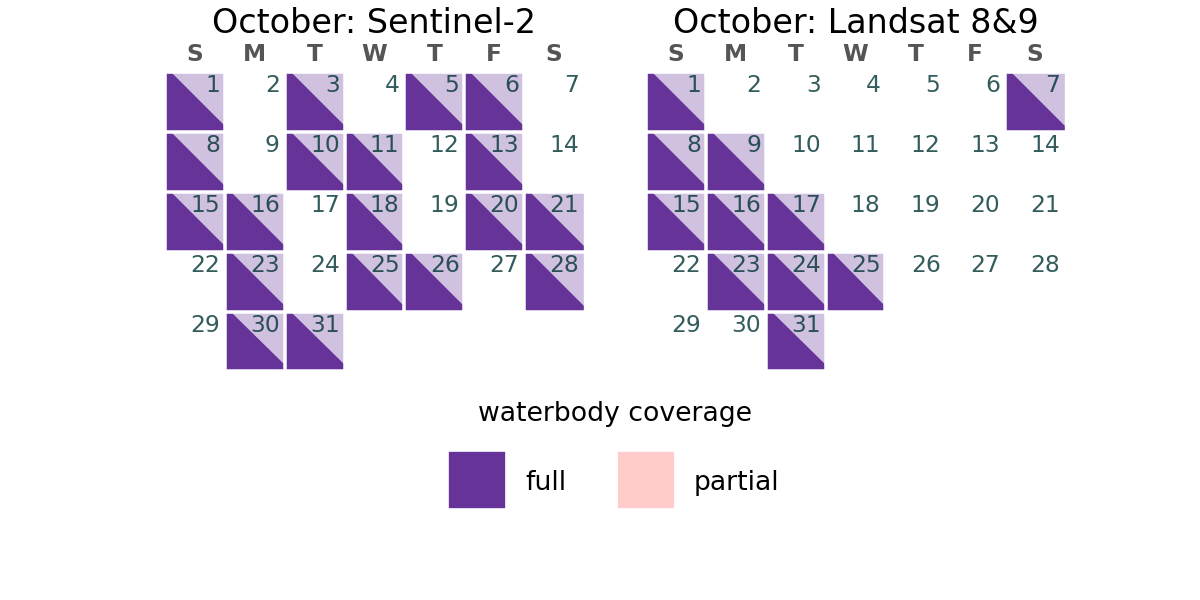 October: Sentinel-2
S M T W T F S
1 2 3 4 5 6 7
8 9 10 11 12 13 14
15 16 17 18 19 20 21
22 23 24 25 26 27 28
29 30 31
October: Landsat 8&9
S M T W T F S
1 2 3 4 5 6 7
8 9 10 11 12 13 14
15 16 17 18 19 20 21
22 23 24 25 26 27 28
29 30 31
waterbody coverage
full
partial